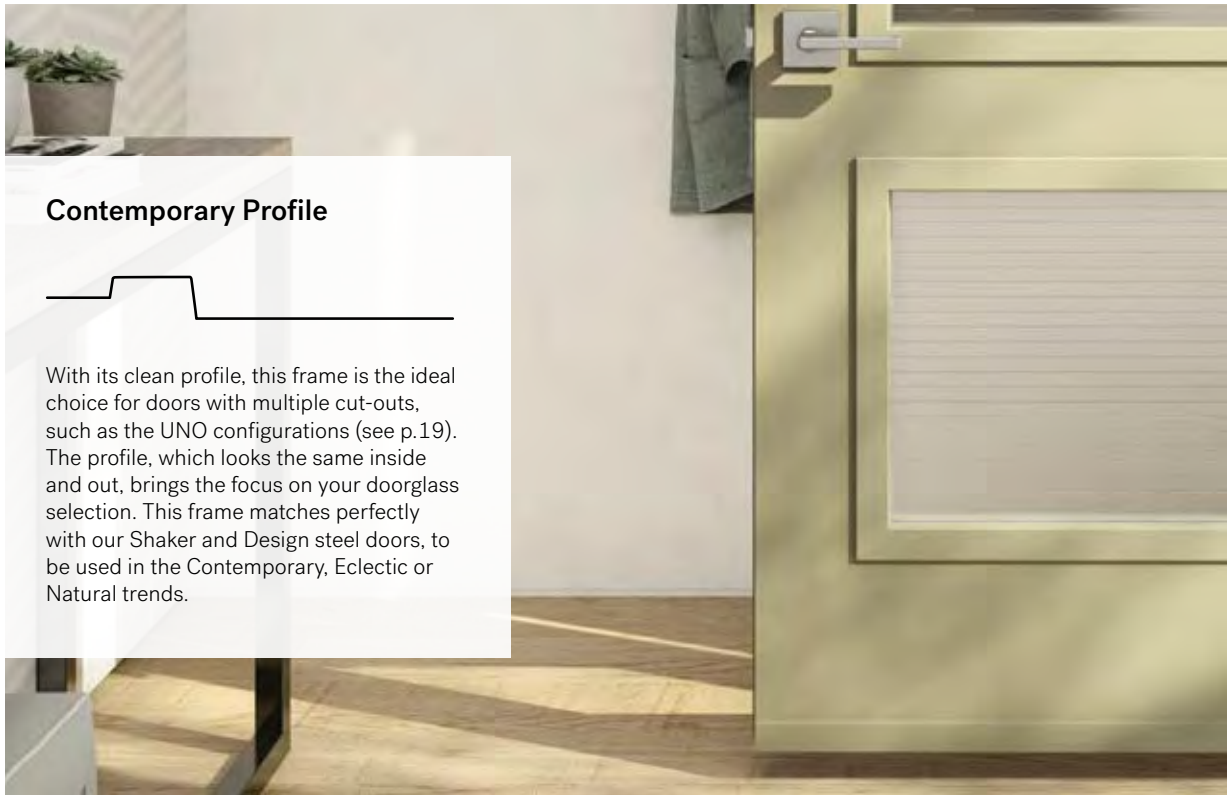 Contemporary Profile
With its clean profile, this frame is the ideal
choice for doors with multiple cut-outs,
such as the UNO configurations (see p.19).
The profile, which looks the same inside
and out, brings the focus on your doorglass
selection. This frame matches perfectly
with our Shaker and Design steel doors, to
be used in the Contemporary, Eclectic or
Natural trends.